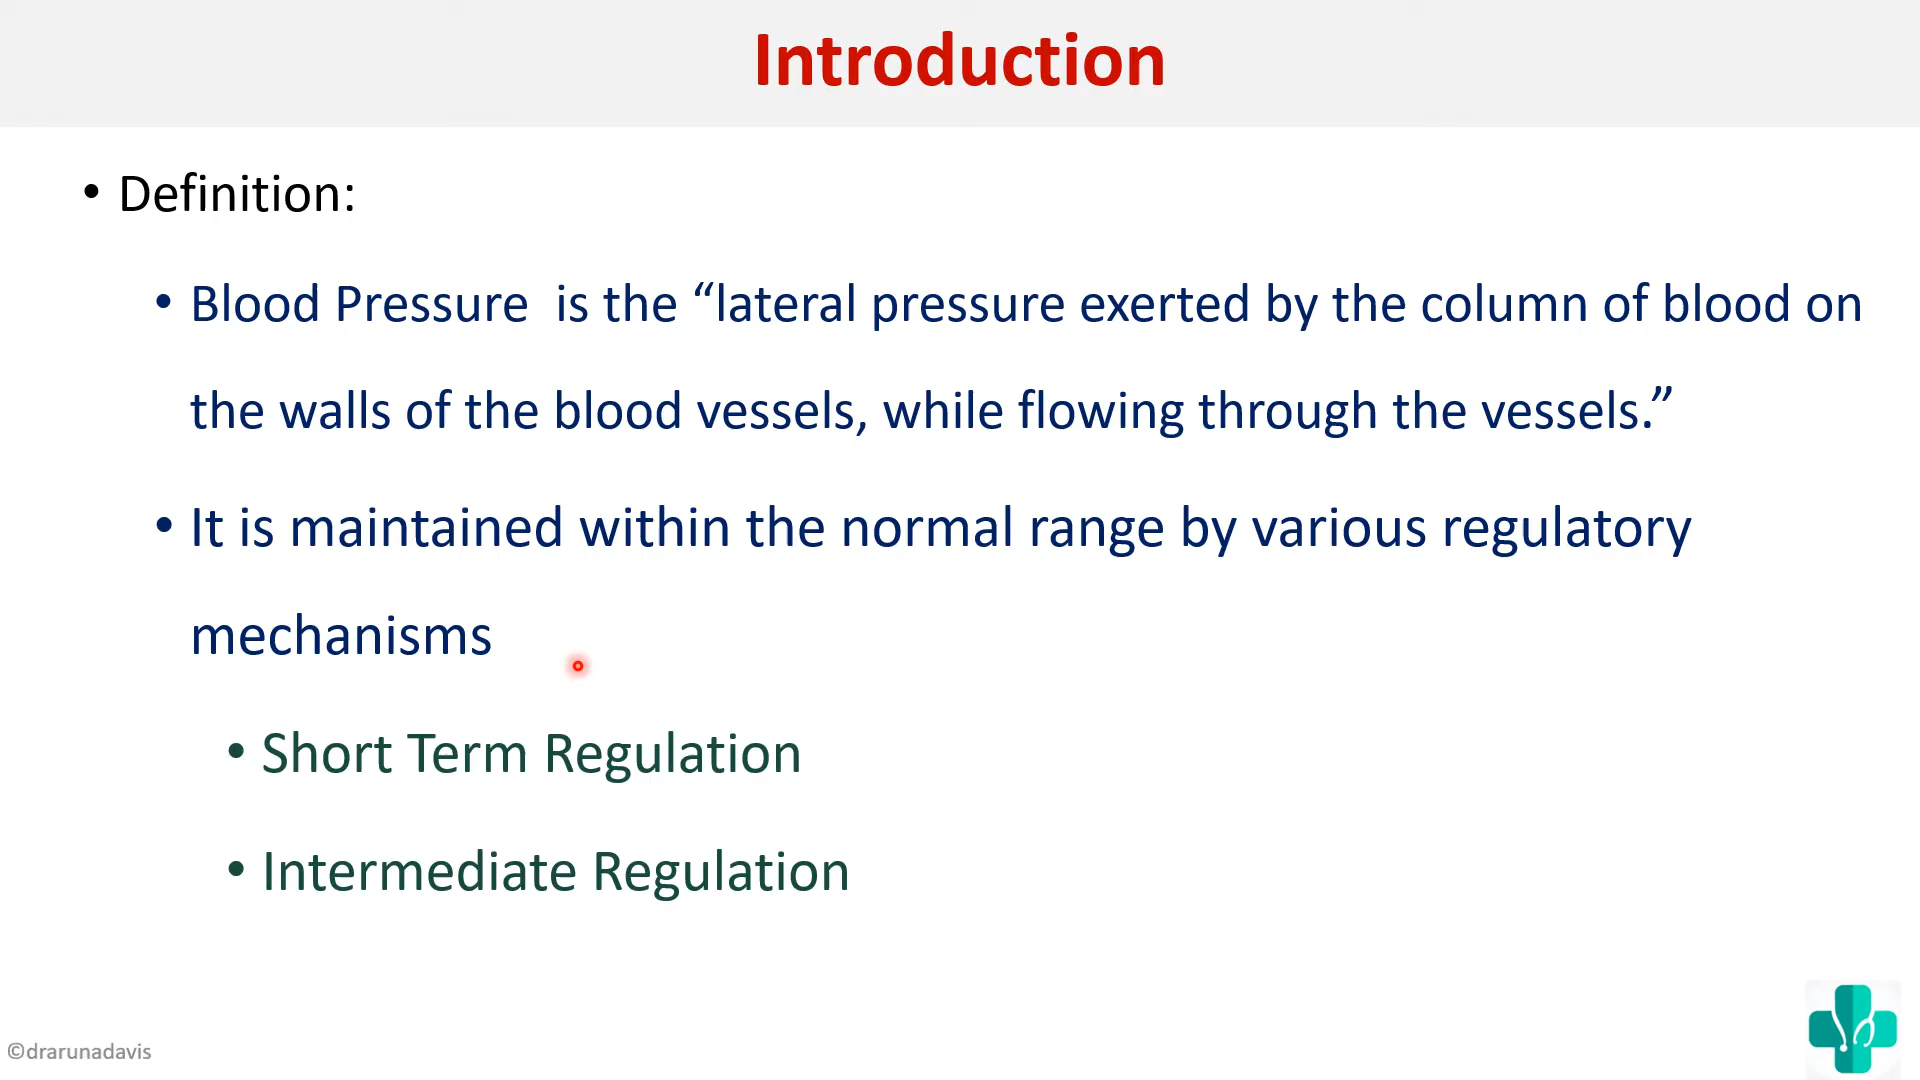 Introduction
• Definition:
• Blood Pressure is the “lateral pressure exerted by the column of blood on
the walls of the blood vessels, while flowing through the vessels.”
• It is maintained within the normal range by various regulatory
mechanisms
• Short Term Regulation
• Intermediate Regulation
©drarunadavis